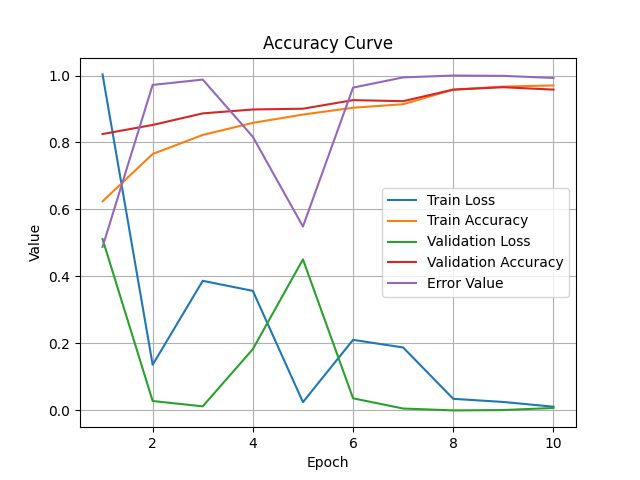 Accuracy Curve
1.0
0.8
0.6
0.4
0.2
0.0
Value
Train Loss
Train Accuracy
Validation Loss
Validation Accuracy
Error Value
2
4
6
8
10
Epoch